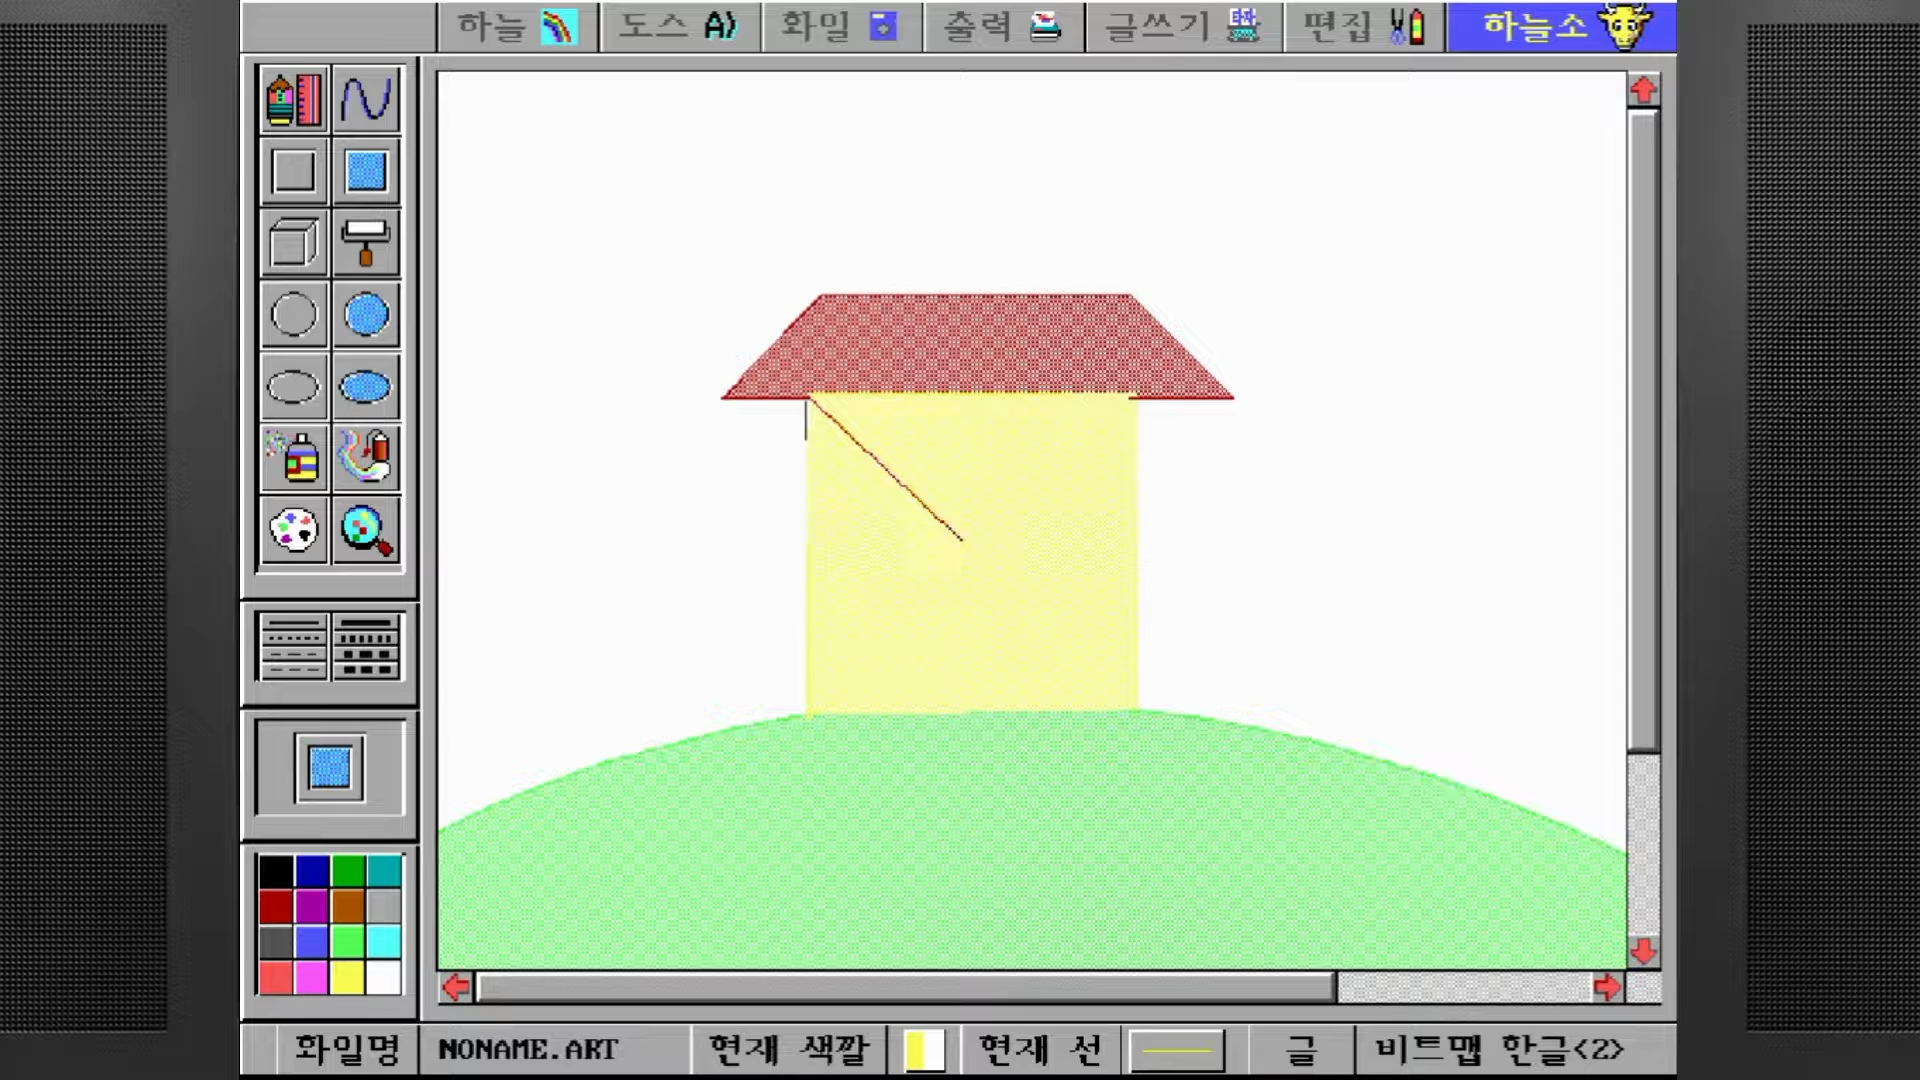 하늘 도스 A) 화일 출력 글쓰기 편집 하늘소
화일명 NONAME.ART 현재 색깔 현재 선 글 비트맵 한글<2>